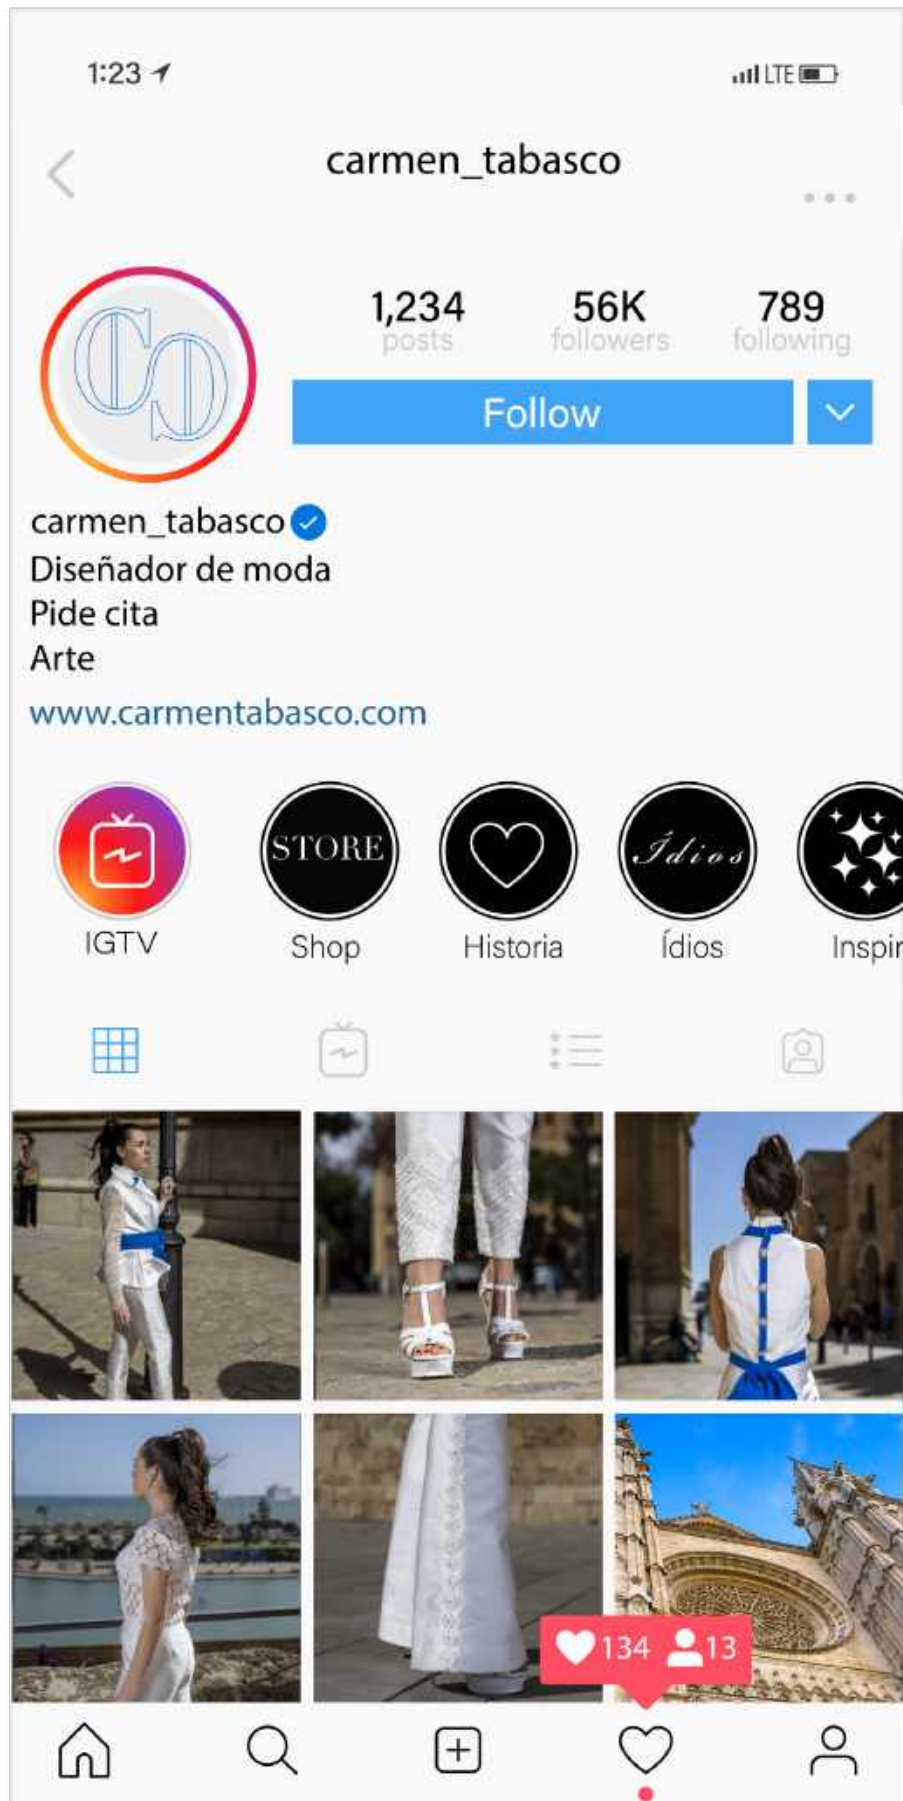 1:23
LTE
carmen_tabasco
1,234 56K 789
posts followers following
Follow
carmen_tabasco
Diseñador de moda
Pide cita
Arte
www.carmentabasco.com
STORE Ídios
IGTV Shop Historia Ídios Inspir
134 13